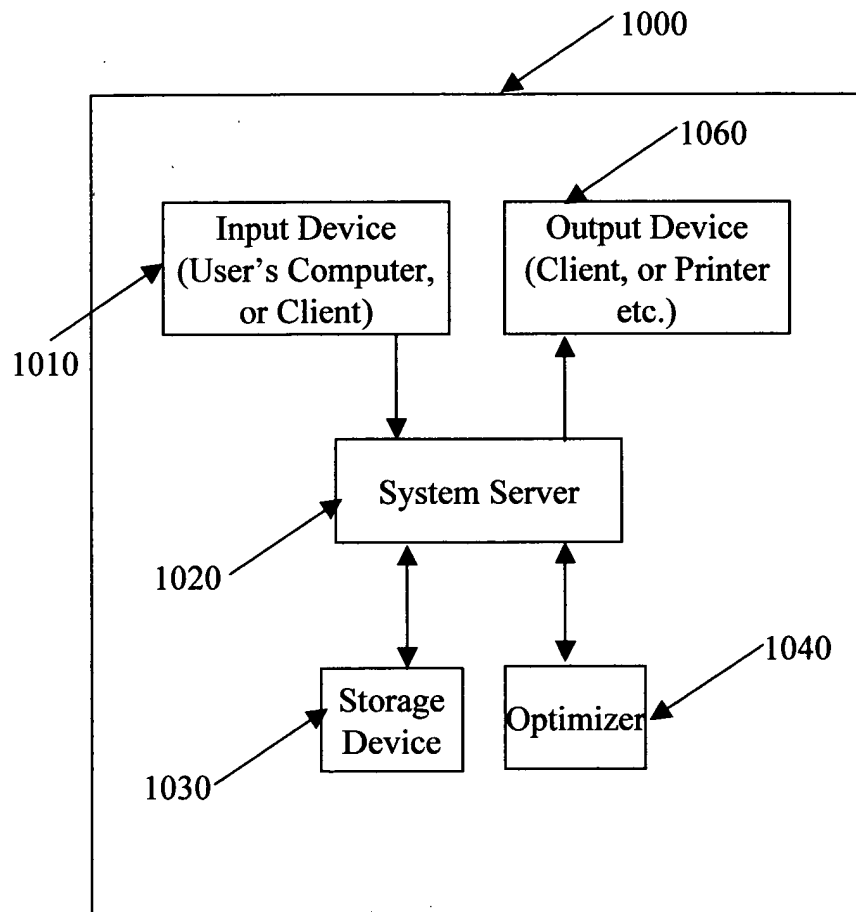 1000
1060
Input Device
(User's Computer,
or Client)
Output Device
(Client, or Printer
etc.)
1010
System Server
1020
1040
Storage
Device
Optimizer
1030